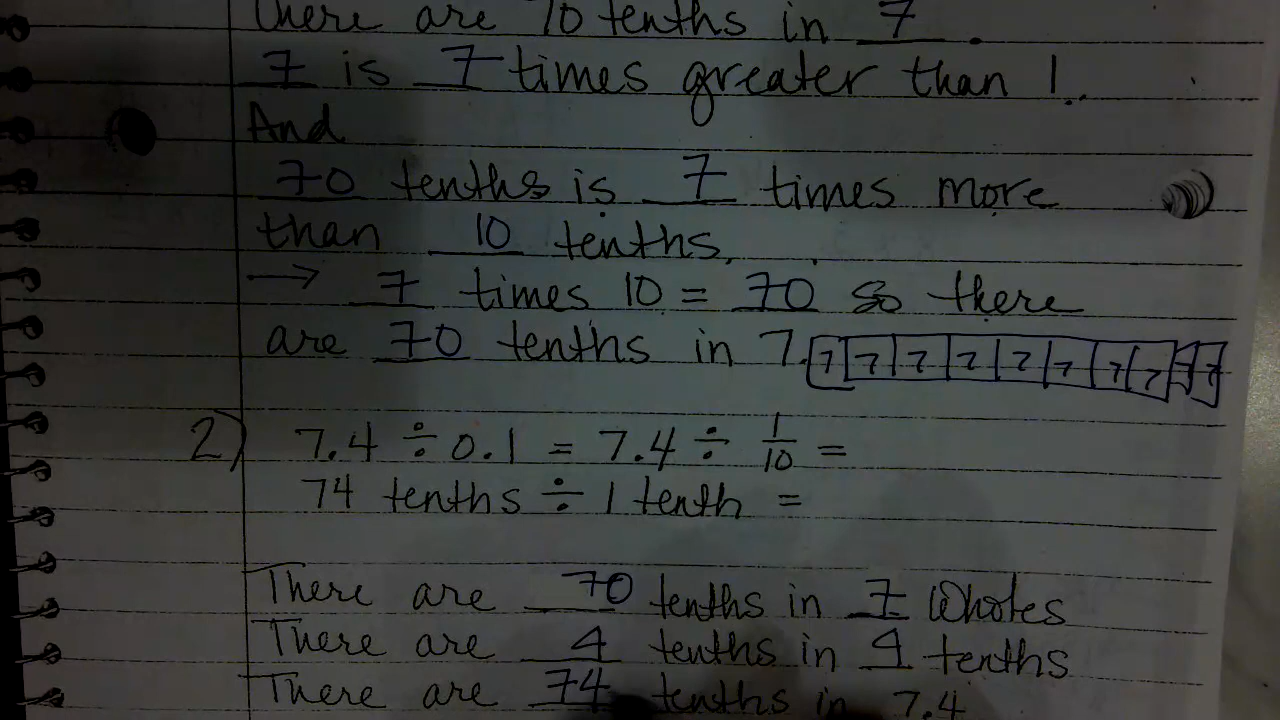 There are 70 tenths in 7.
7 is 7 times greater than 1.
And
70 tenths is 7 times more
than 10 tenths.
→ 7 times 10 = 70 so there
are 70 tenths in 7. 7 7 7 7 7 7 7 7 7 7
2) 7.4 ÷ 0.1 = 7.4 ÷ 1/10 =
74 tenths ÷ 1 tenth =
There are 70 tenths in 7 Wholes
There are 4 tenths in 4 tenths
There are 74 tenths in 7.4